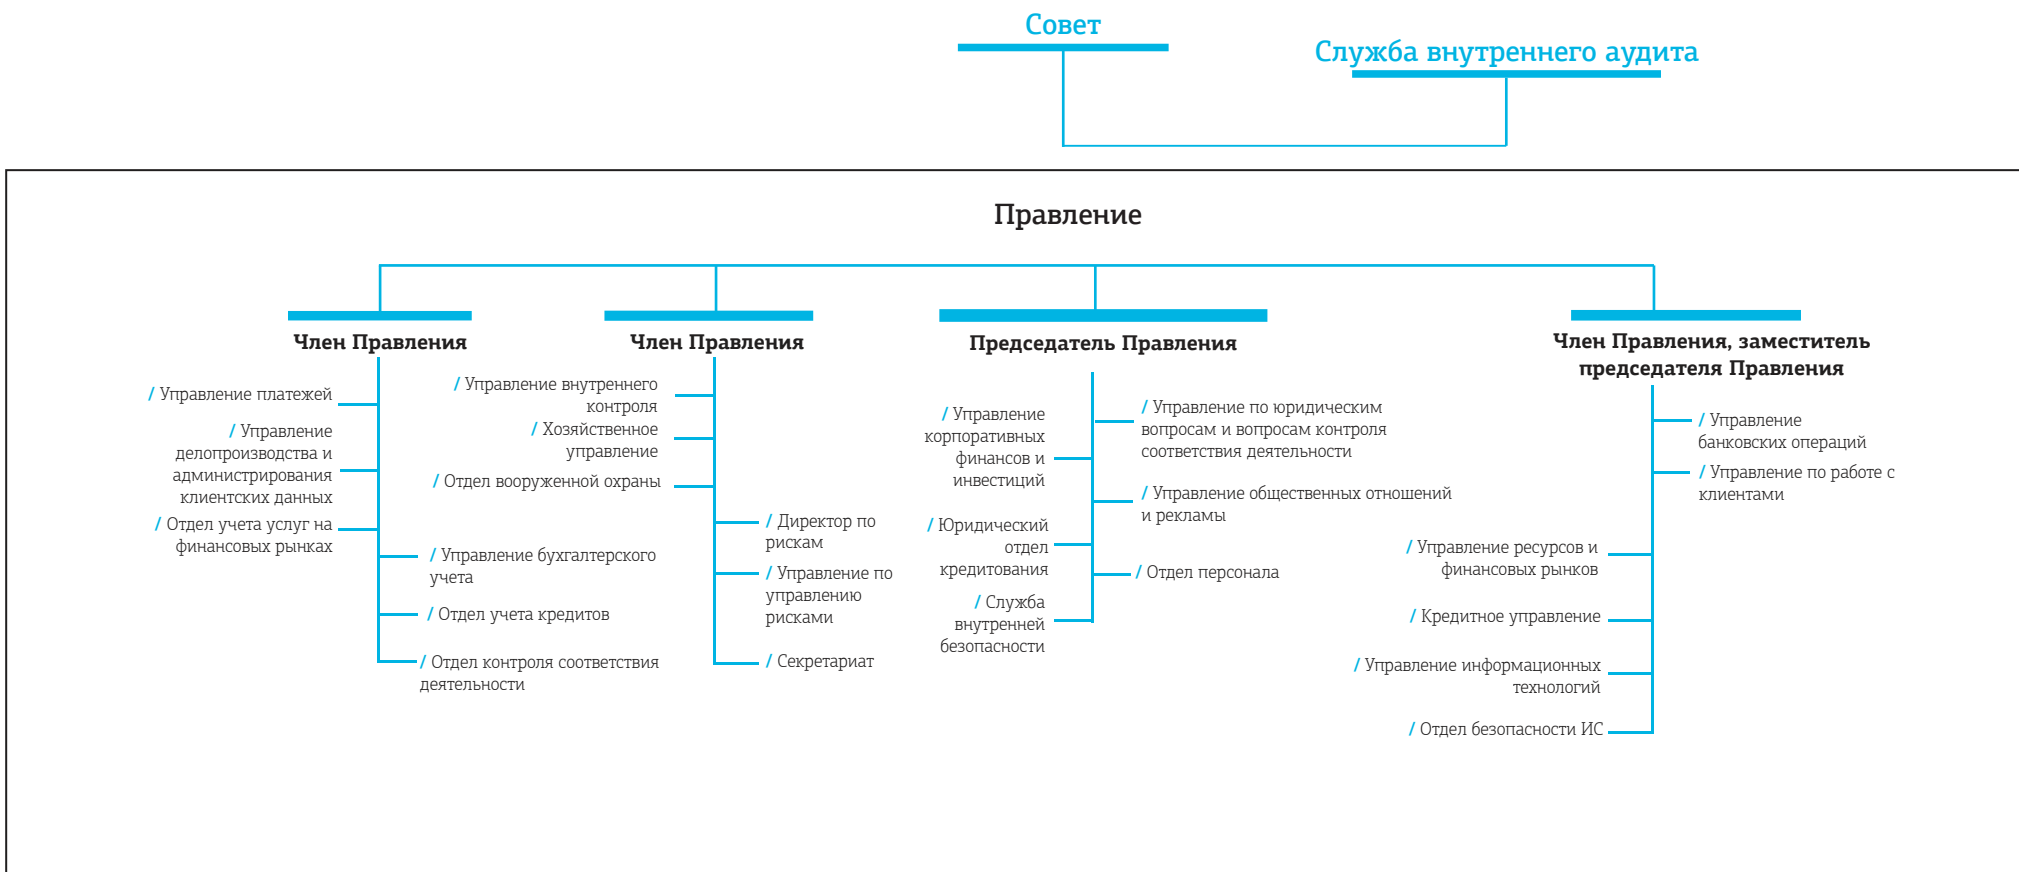 Совет
Служба внутреннего аудита
Правление
Член Правления
/ Управление платежей
/ Управление
делопроизводства и
администрирования
клиентских данных
/ Отдел учета услуг на
финансовых рынках
/ Управление бухгалтерского
учета
/ Отдел учета кредитов
/ Отдел контроля соответствия
деятельности
Член Правления
/ Управление внутреннего
контроля
/ Хозяйственное
управление
/ Отдел вооруженной охраны
/ Директор по
рискам
/ Управление по
управлению
рисками
/ Секретариат
Председатель Правления
/ Управление
корпоративных
финансов и
инвестиций
/ Юридический
отдел
кредитования
/ Служба
внутренней
безопасности
/ Управление по юридическим
вопросам и вопросам контроля
соответствия деятельности
/ Управление общественных отношений
и рекламы
/ Отдел персонала
Член Правления, заместитель
председателя Правления
/ Управление
банковских операций
/ Управление по работе с
клиентами
/ Управление ресурсов и
финансовых рынков
/ Кредитное управление
/ Управление информационных
технологий
/ Отдел безопасности ИС